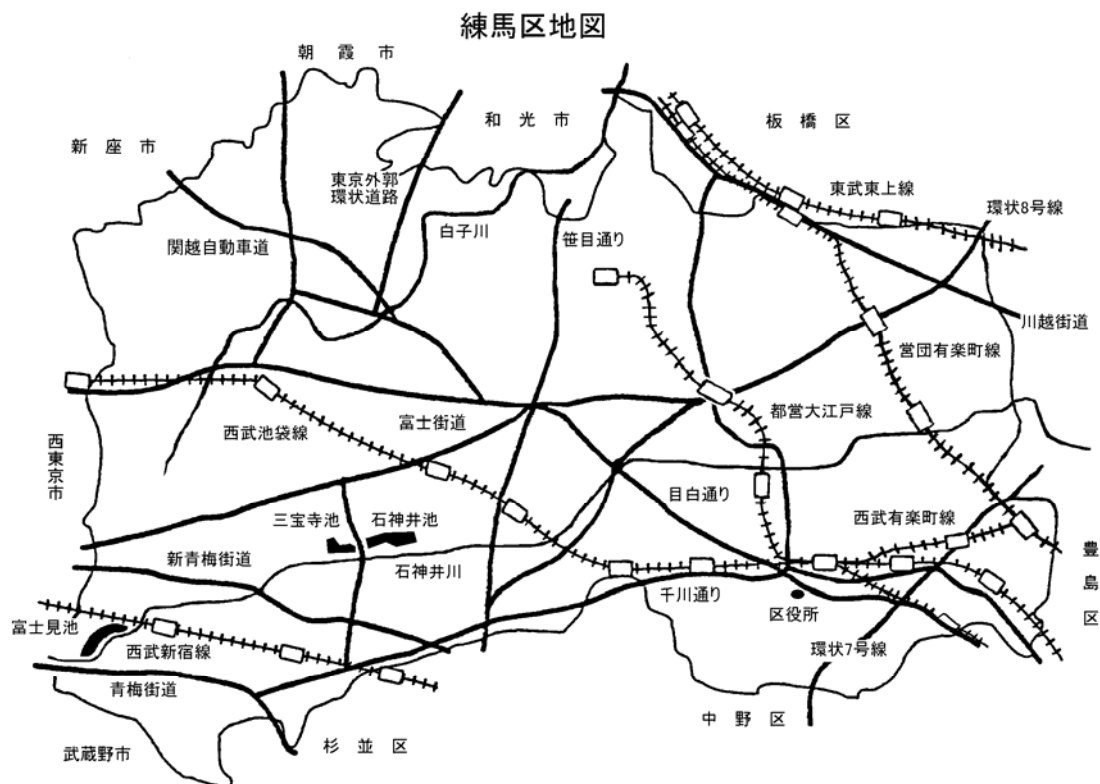 練馬区地図
朝霞市
和光市
板橋区
新座市
東京外郭
環状道路
東武東上線
環状8号線
関越自動車道
白子川
笹目通り
川越街道
営団有楽町線
西武池袋線
富士街道
都営大江戸線
西東京市
目白通り
三宝寺池
石神井池
西武有楽町線
新青梅街道
石神井川
豊島区
千川通り
区役所
富士見池
西武新宿線
環状7号線
青梅街道
中野区
武蔵野市
杉並区